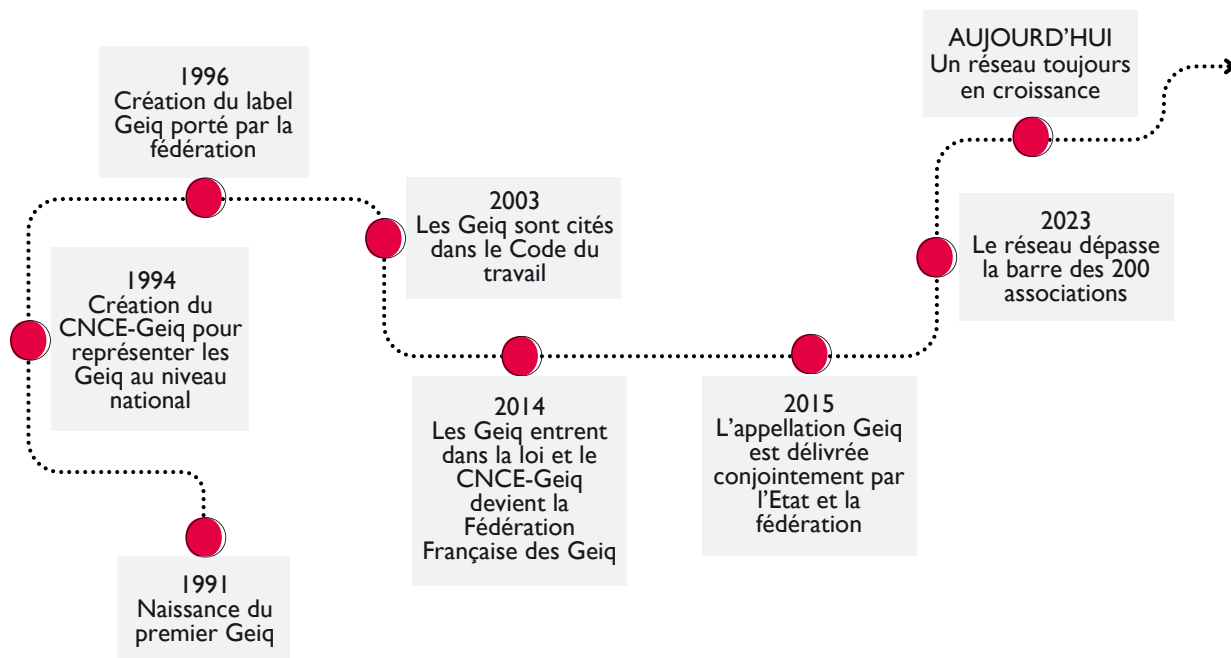 1991
Naissance du
premier Geiq
1994
Création du
CNCE-Geiq pour
représenter les
Geiq au niveau
national
1996
Création du label
Geiq porté par la
fédération
2003
Les Geiq sont cités
dans le Code du
travail
2014
Les Geiq entrent
dans la loi et le
CNCE-Geiq
devient la
Fédération
Française des Geiq
2015
L’appellation Geiq
est délivrée
conjointement par
l’Etat et la
fédération
2023
Le réseau dépasse
la barre des 200
associations
AUJOURD’HUI
Un réseau toujours
en croissance